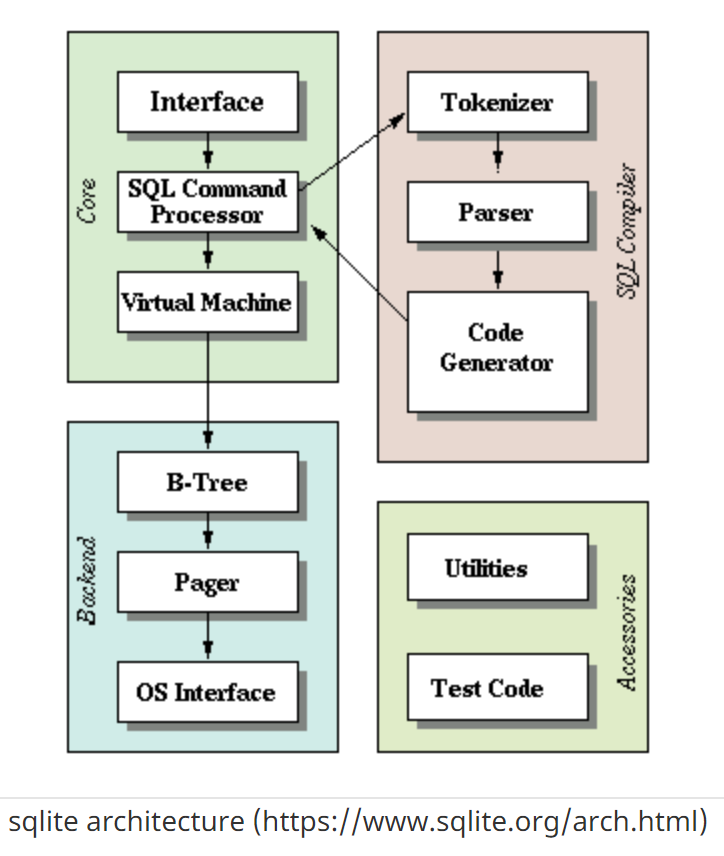 Core
Interface
SQL Command
Processor
Virtual Machine
SQL Compiler
Tokenizer
Parser
Code
Generator
Backend
B-Tree
Pager
OS Interface
Accessories
Utilities
Test Code
sqlite architecture (https://www.sqlite.org/arch.html)